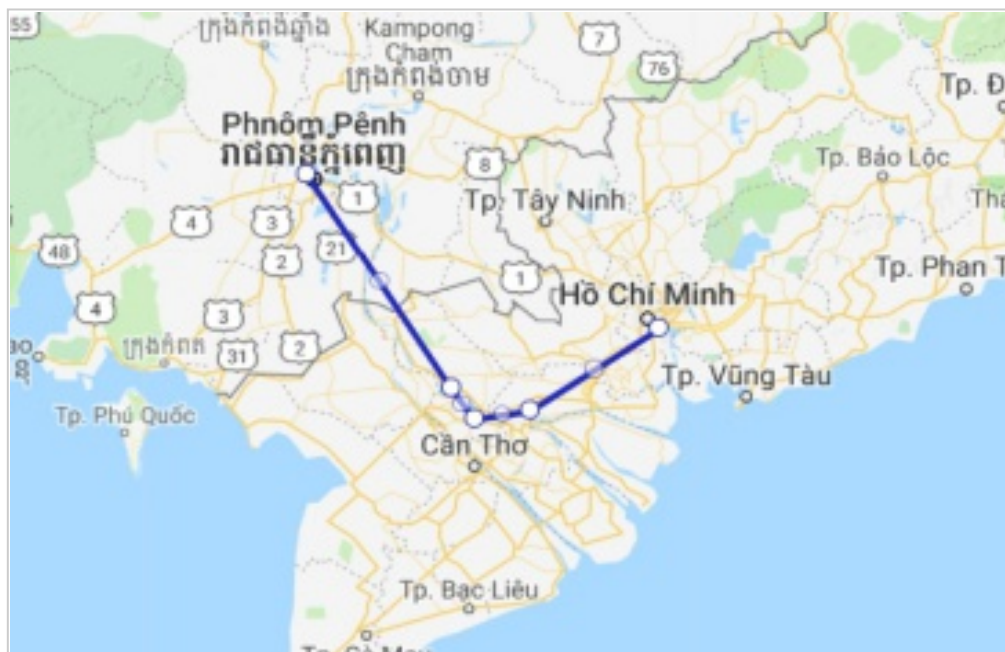 55
ក្រុងកំពង់ឆ្នាំង
Kampong
Cham
ក្រុងកំពង់ចាម
7
76
Tp. Đ
Phnôm Pênh
រាជធានីភ្នំពេញ
8
Tp. Bảo Lộc
1
Tp. Tây Ninh
4
3
21
48
2
1
Tp. Phan T
Hồ Chí Minh
4
3
ក្រុងកំពត
31
2
Tp. Vũng Tàu
Tp. Phú Quốc
Cần Thơ
Tp. Bạc Liêu